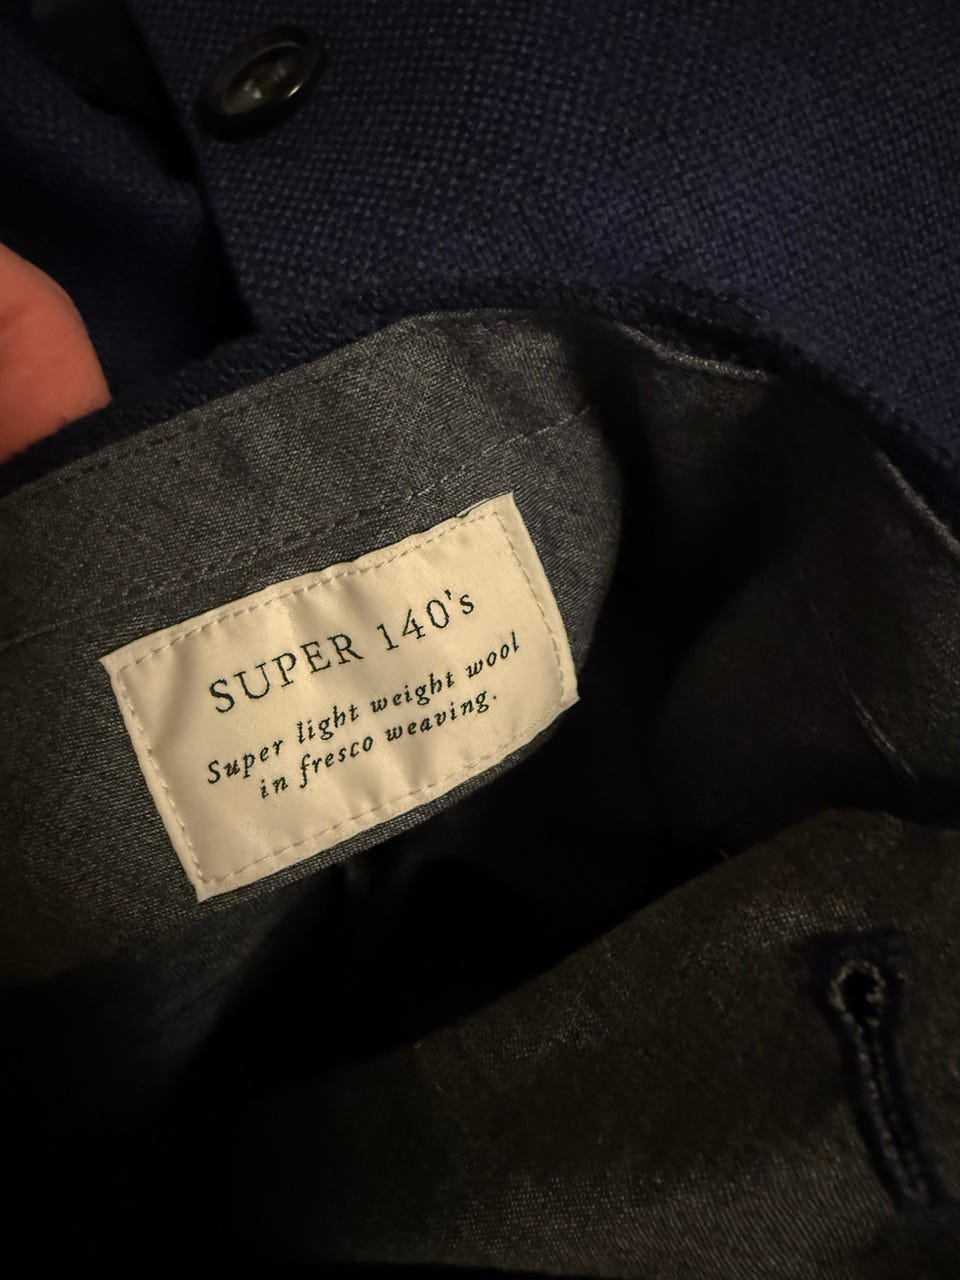 SUPER 140's
Super light weight wool
in fresco weaving.